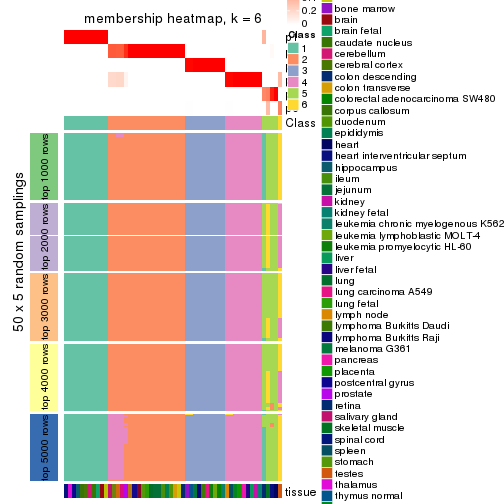 membership heatmap, k = 6
50 x 5 random samplings
top 1000 rows
top 2000 rows
top 3000 rows
top 4000 rows
top 5000 rows
Class
tissue
0.2
0
Class
1
2
3
4
5
6
bone marrow
brain
brain fetal
caudate nucleus
cerebellum
cerebral cortex
colon descending
colon transverse
colorectal adenocarcinoma SW480
corpus callosum
duodenum
epididymis
heart
heart interventricular septum
hippocampus
ileum
jejunum
kidney
kidney fetal
leukemia chronic myelogenous K562
leukemia lymphoblastic MOLT-4
leukemia promyelocytic HL-60
liver
liver fetal
lung
lung carcinoma A549
lung fetal
lymph node
lymphoma Burkitts Daudi
lymphoma Burkitts Raji
melanoma G361
pancreas
placenta
postcentral gyrus
prostate
retina
salivary gland
skeletal muscle
spinal cord
spleen
stomach
testes
thalamus
thymus normal